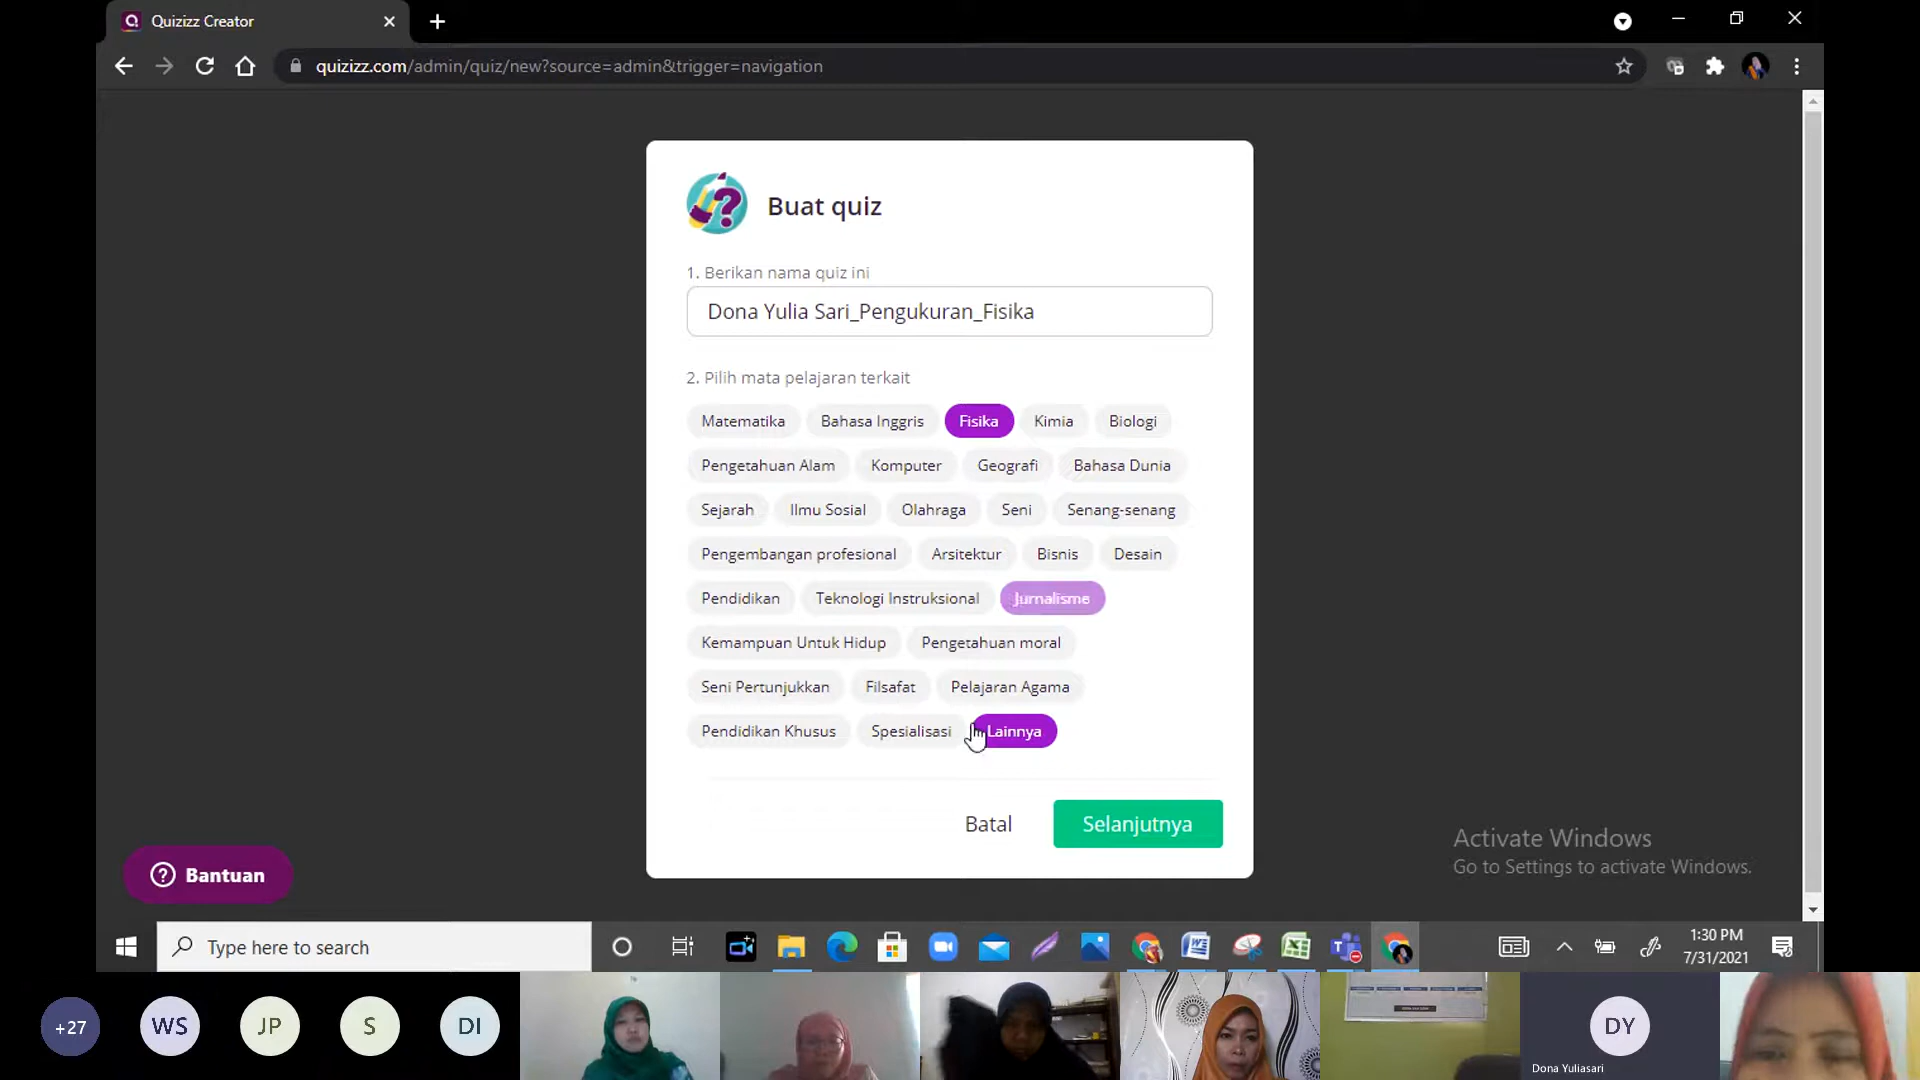 Quizizz Creator
quizizz.com/admin/quiz/new?source=admin&trigger=navigation
Buat quiz
1. Berikan nama quiz ini
Dona Yulia Sari_Pengukuran_Fisika
2. Pilih mata pelajaran terkait
Matematika Bahasa Inggris Fisika Kimia Biologi
Pengetahuan Alam Komputer Geografi Bahasa Dunia
Sejarah Ilmu Sosial Olahraga Seni Senang-senang
Pengembangan profesional Arsitektur Bisnis Desain
Pendidikan Teknologi Instruksional Jurnalisme
Kemampuan Untuk Hidup Pengetahuan moral
Seni Pertunjukkan Filsafat Pelajaran Agama
Pendidikan Khusus Spesialisasi Lainnya
Batal Selanjutnya
Activate Windows
Go to Settings to activate Windows.
Bantuan
Type here to search
1:30 PM
7/31/2021
+27 WS JP S DI DY
Dona Yuliasari